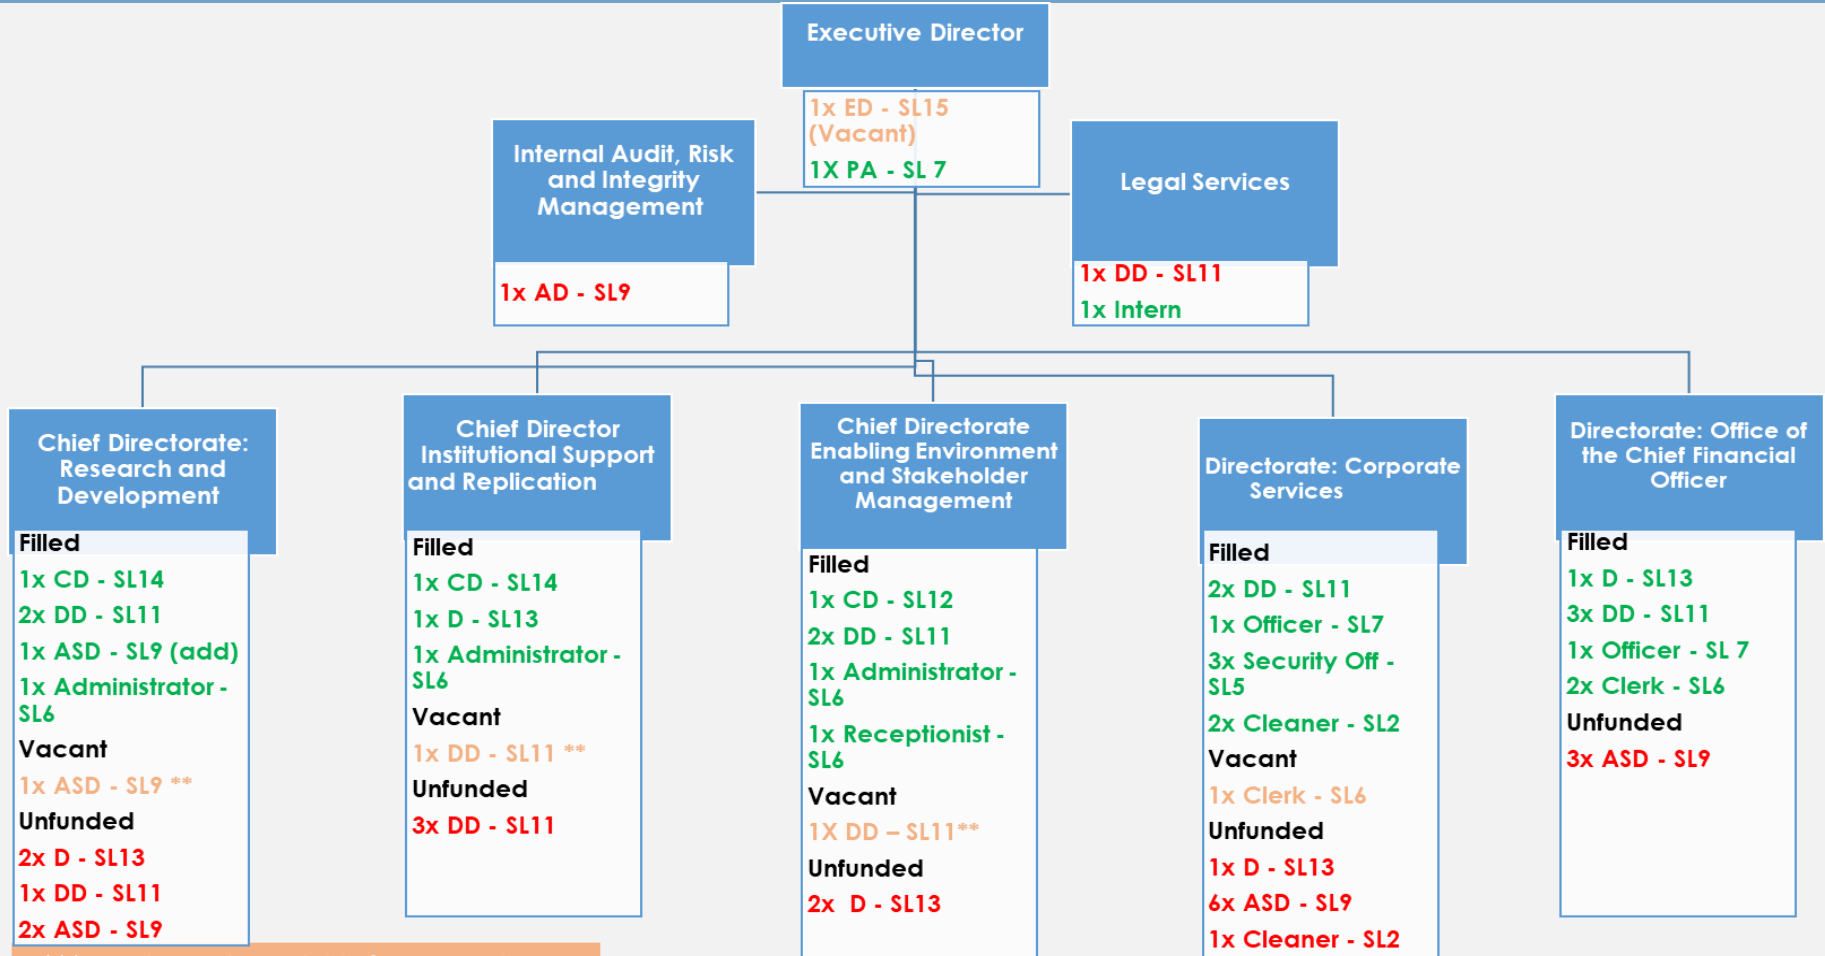 Executive Director
1x ED - SL15
(Vacant)
1X PA - SL 7
Internal Audit, Risk
and Integrity
Management
1x AD - SL9
Legal Services
1x DD - SL11
1x Intern
Chief Directorate:
Research and
Development
Filled
1x CD - SL14
2x DD - SL11
1x ASD - SL9 (add)
1x Administrator -
SL6
Vacant
1x ASD - SL9 **
Unfunded
2x D - SL13
1x DD - SL11
2x ASD - SL9
Chief Director
Institutional Support
and Replication
Filled
1x CD - SL14
1x D - SL13
1x Administrator -
SL6
Vacant
1x DD - SL11 **
Unfunded
3x DD - SL11
Chief Directorate
Enabling Environment
and Stakeholder
Management
Filled
1x CD - SL12
2x DD - SL11
1x Administrator -
SL6
1x Receptionist -
SL6
Vacant
1X DD – SL11**
Unfunded
2x  D - SL13
Directorate: Corporate
Services
Filled
2x DD - SL11
1x Officer - SL7
3x Security Off -
SL5
2x Cleaner - SL2
Vacant
1x Clerk - SL6
Unfunded
1x D - SL13
6x ASD - SL9
1x Cleaner - SL2
Directorate: Office of
the Chief Financial
Officer
Filled
1x D - SL13
3x DD - SL11
1x Officer - SL 7
2x Clerk - SL6
Unfunded
3x ASD - SL9